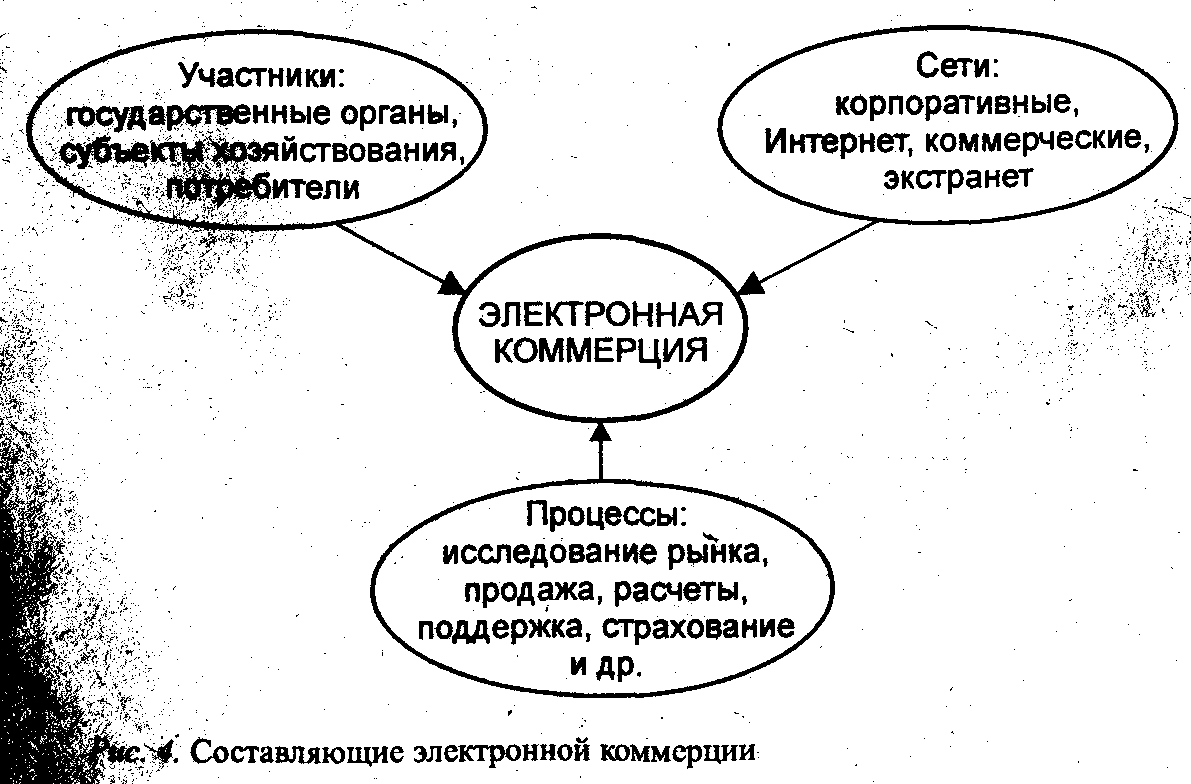 Участники:
государственные органы,
субъекты хозяйствования,
потребители
Сети:
корпоративные,
Интернет, коммерческие,
экстранет
ЭЛЕКТРОННАЯ
КОММЕРЦИЯ
Процессы:
исследование рынка,
продажа, расчеты,
поддержка, страхование
и др.
Рис. 4. Составляющие электронной коммерции